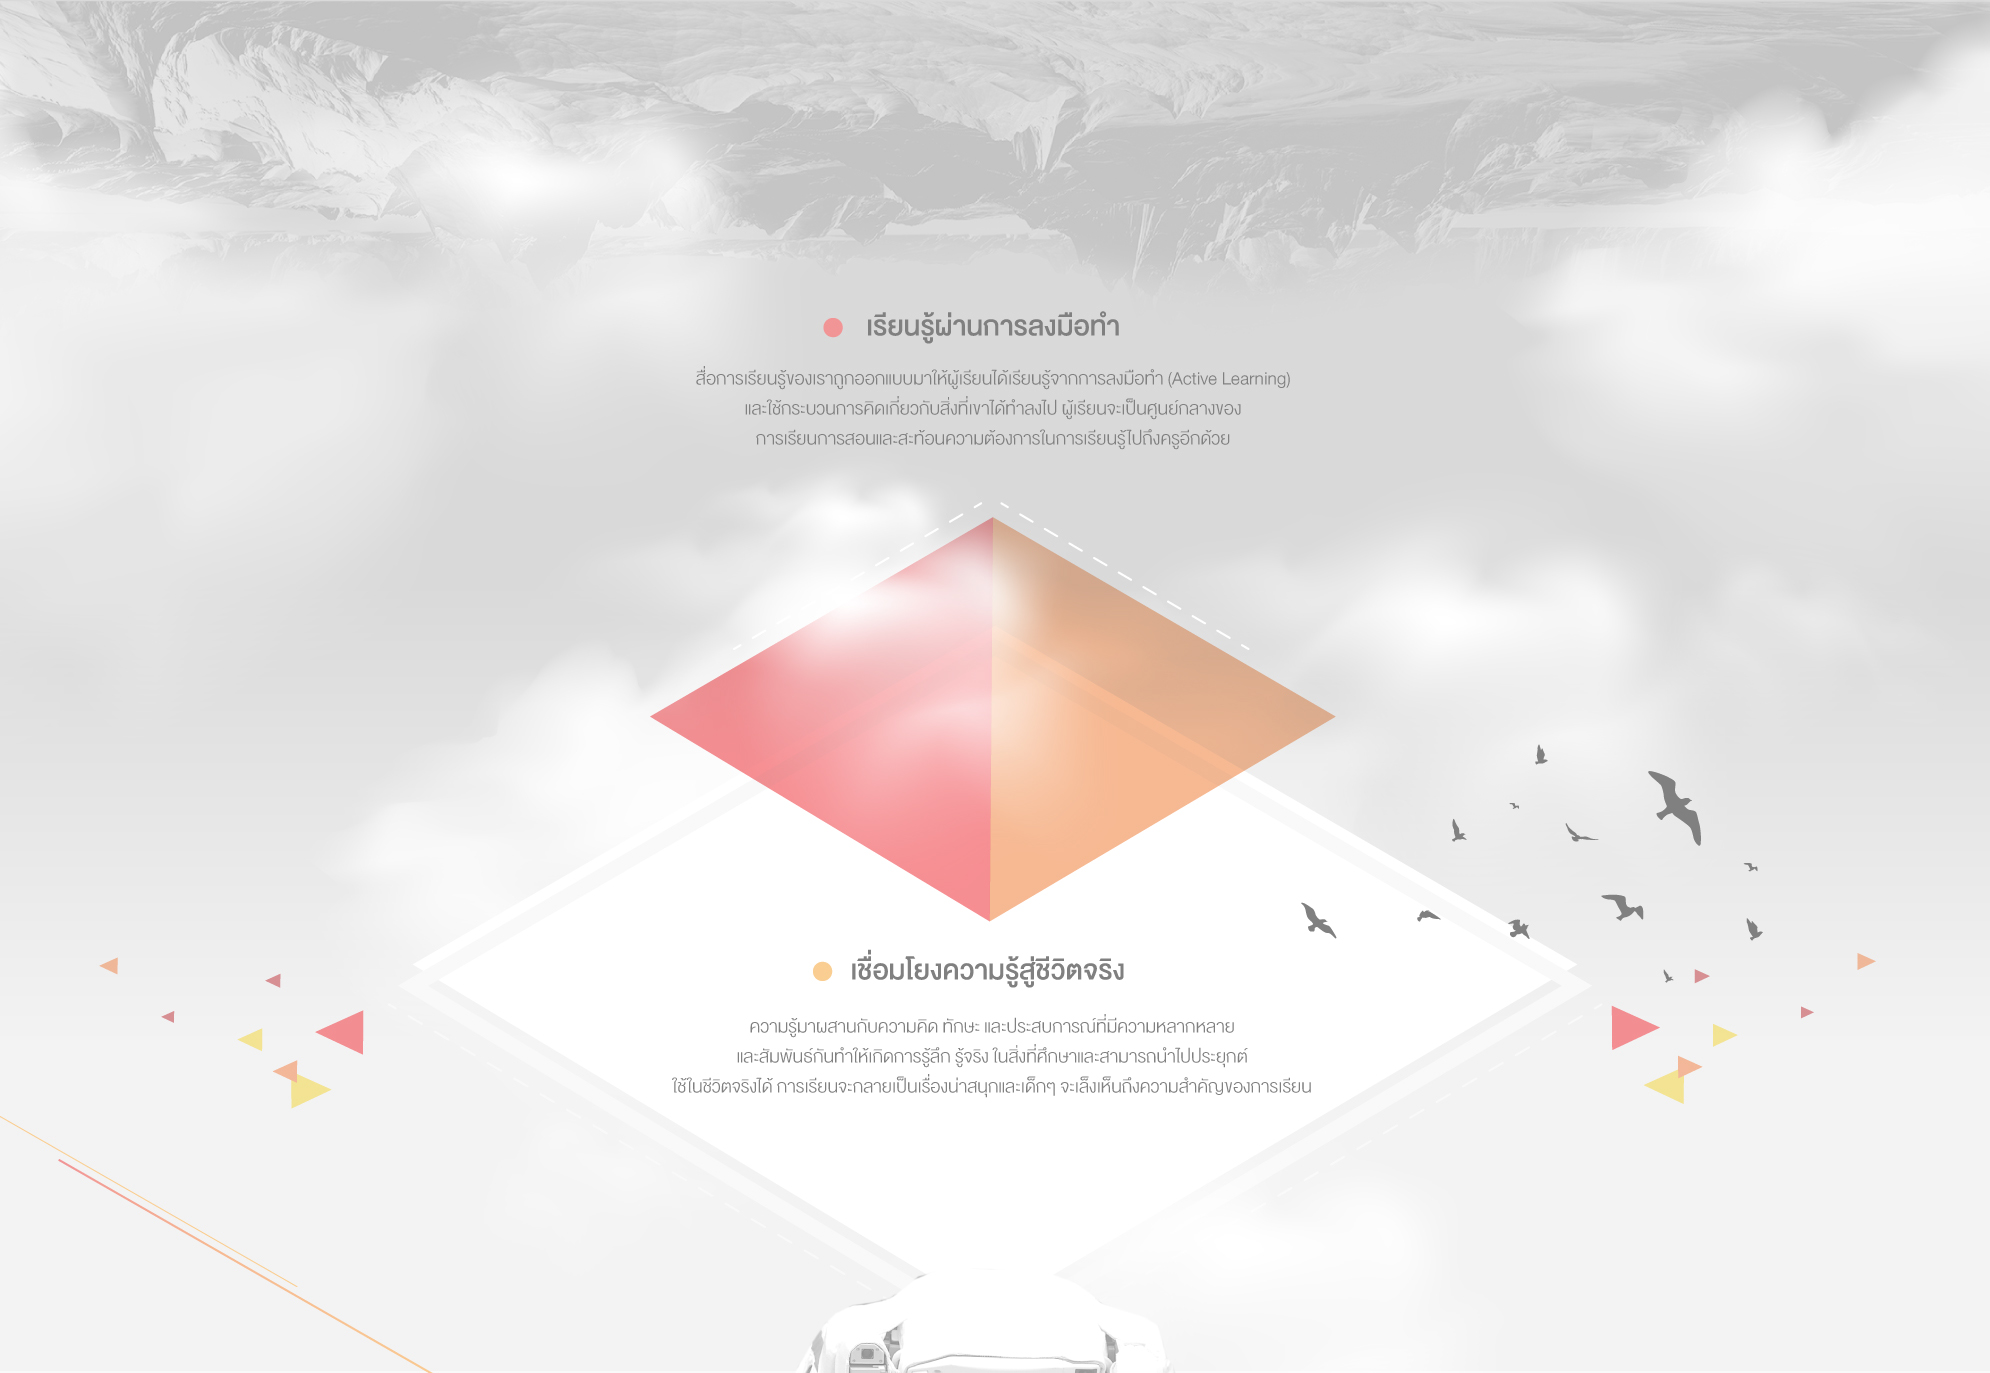 เรียนรู้ผ่านการลงมือทำ
สื่อการเรียนรู้ของเราถูกออกแบบมาให้ผู้เรียนได้เรียนรู้จากการลงมือทำ (Active Learning)
และใช้กระบวนการคิดเกี่ยวกับสิ่งที่เขาได้ทำลงไป ผู้เรียนจะเป็นศูนย์กลางของ
การเรียนการสอนและสะท้อนความต้องการในการเรียนรู้ไปถึงครูอีกด้วย
เชื่อมโยงความรู้สู่ชีวิตจริง
ความรู้มาผสานกับความคิด ทักษะ และประสบการณ์ที่มีความหลากหลาย
และสัมพันธ์กันทำให้เกิดการรู้ลึก รู้จริง ในสิ่งที่ศึกษาและสามารถนำไปประยุกต์
ใช้ในชีวิตจริงได้ การเรียนจะกลายเป็นเรื่องน่าสนุกและเด็กๆ จะเล็งเห็นถึงความสำคัญของการเรียน